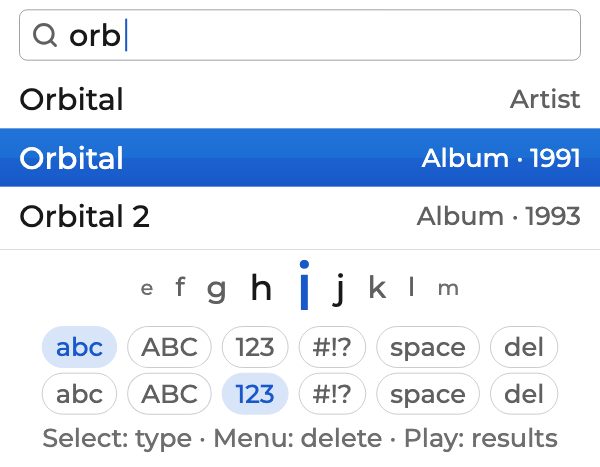 orb
Orbital Artist
Orbital Album · 1991
Orbital 2 Album · 1993
e f g h i j k l m
abc ABC 123 #!? space del
abc ABC 123 #!? space del
Select: type · Menu: delete · Play: results